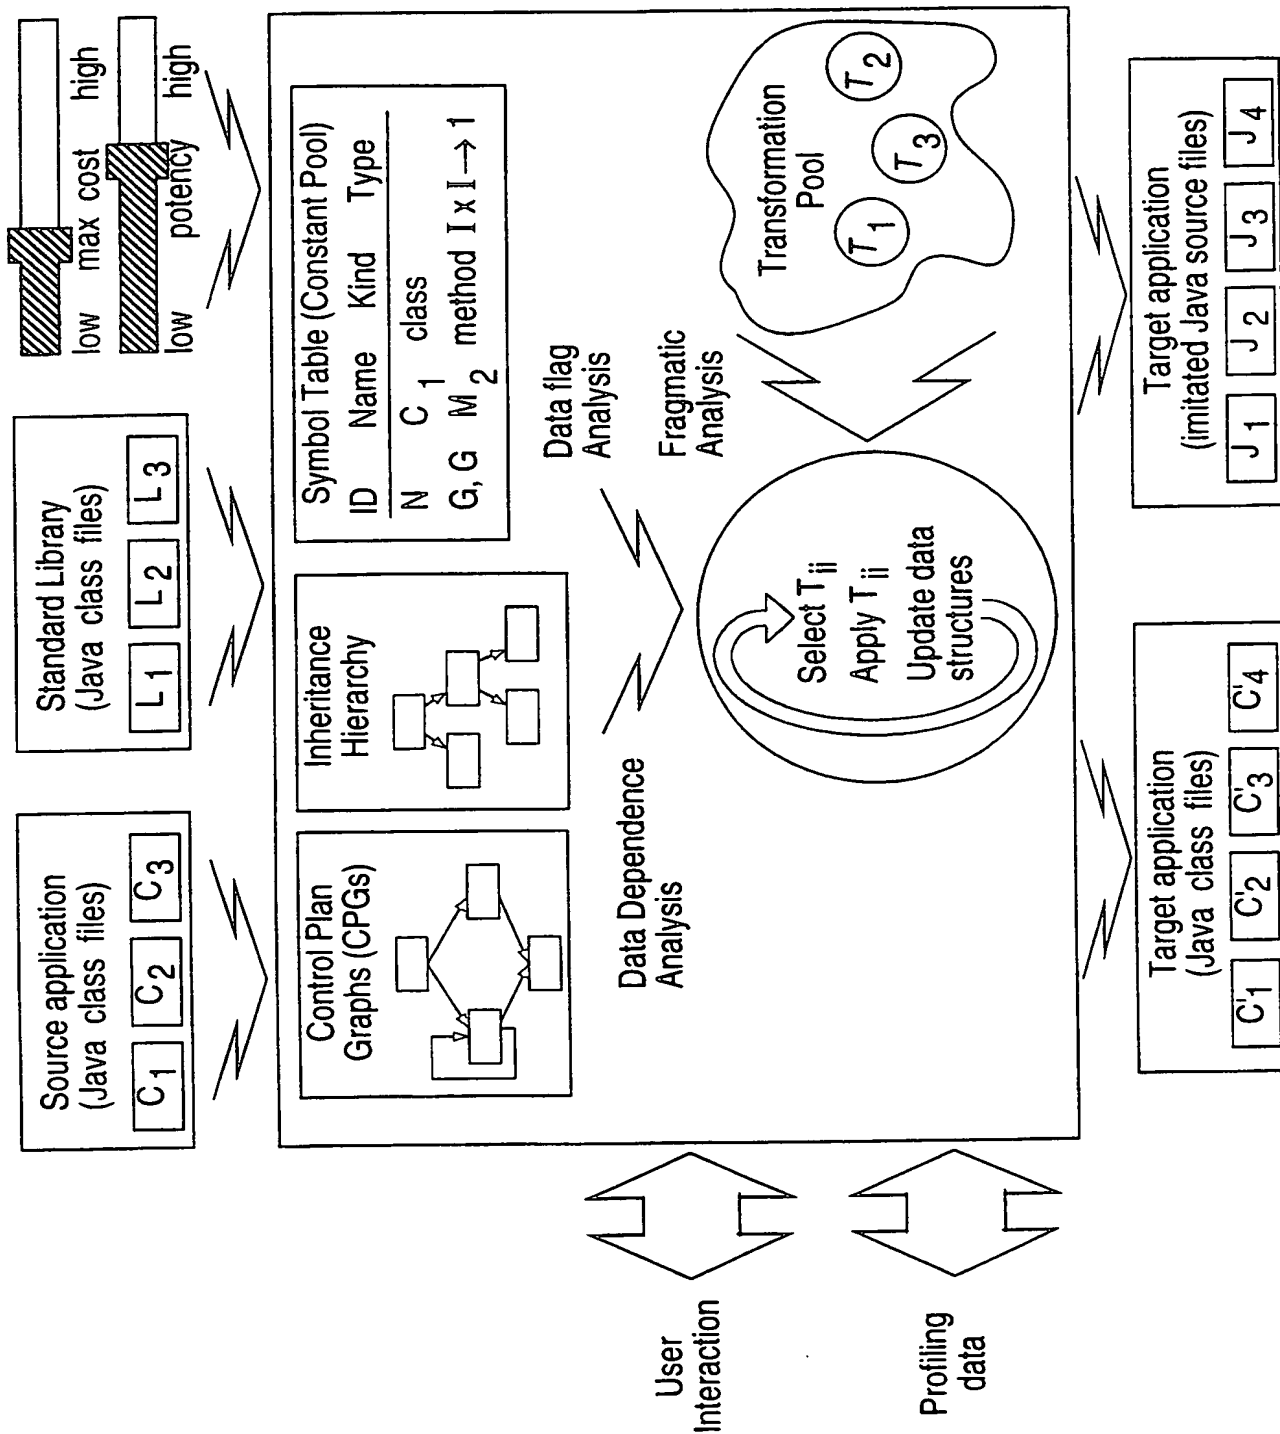 Source application
(Java class files)
C1 C2 C3
Standard Library
(Java class files)
L1 L2 L3
low max cost high
low potency high
Control Plan
Graphs (CPGs)
Inheritance
Hierarchy
Symbol Table (Constant Pool)
ID Name Kind Type
N C1 class
G, G M2 method I x I → 1
Data Dependence
Analysis
Data flag
Analysis
Fragmatic
Analysis
User
Interaction
Profiling
data
Select Tii
Apply Tii
Update data
structures
Transformation
Pool
T1 T3 T2
Target application
(Java class files)
C'1 C'2 C'3 C'4
Target application
(imitated Java source files)
J1 J2 J3 J4